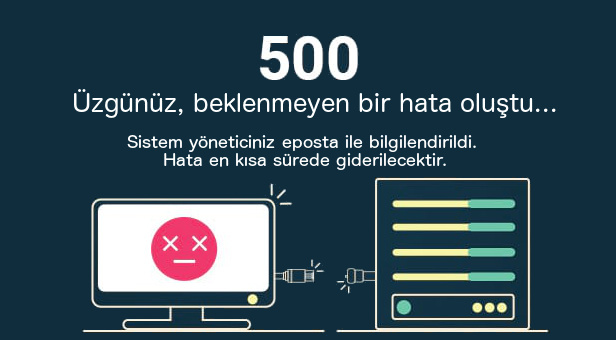 500
Üzgünüz, beklenmeyen bir hata oluştu...
Sistem yöneticiniz eposta ile bilgilendirildi.
Hata en kısa sürede giderilecektir.